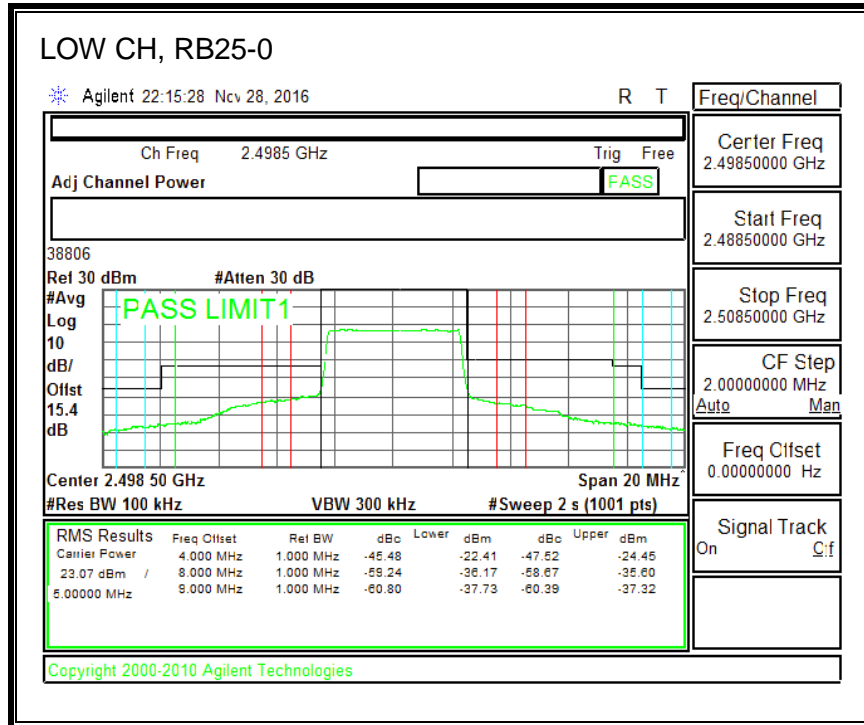 LOW CH, RB25-0
Agilent 22:15:28 Nov 28, 2016 R T
Freq/Channel
Ch Freq 2.4985 GHz Trig Free
Adj Channel Power PASS
Center Freq
2.49850000 GHz
Start Freq
2.48850000 GHz
38806
Ref 30 dBm #Atten 30 dB
#Avg
Log
10
dB/
Offst
15.4
dB
PASS LIMIT1
Stop Freq
2.50850000 GHz
CF Step
2.00000000 MHz
Auto Man
Freq Offset
0.00000000 Hz
Center 2.498 50 GHz Span 20 MHz
#Res BW 100 kHz VBW 300 kHz #Sweep 2 s (1001 pts)
Signal Track
On Off
RMS Results Freq Offset Ref BW dBc Lower dBm dBc Upper dBm
Carrier Power 4.000 MHz 1.000 MHz -45.48 -22.41 -47.52 -24.45
23.07 dBm / 8.000 MHz 1.000 MHz -59.24 -36.17 -58.67 -35.60
5.00000 MHz 9.000 MHz 1.000 MHz -60.80 -37.73 -60.39 -37.32
Copyright 2000-2010 Agilent Technologies